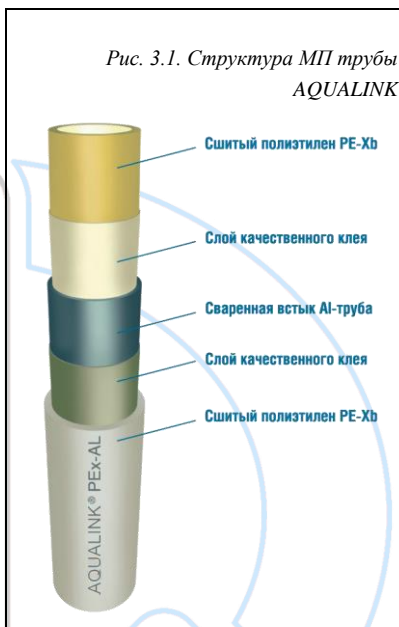 Рис. 3.1. Структура МП трубы
AQUALINK
Сшитый полиэтилен PE-Xb
Слой качественного клея
Сваренная встык Al-труба
Слой качественного клея
Сшитый полиэтилен PE-Xb
AQUALINK® PEx-AL